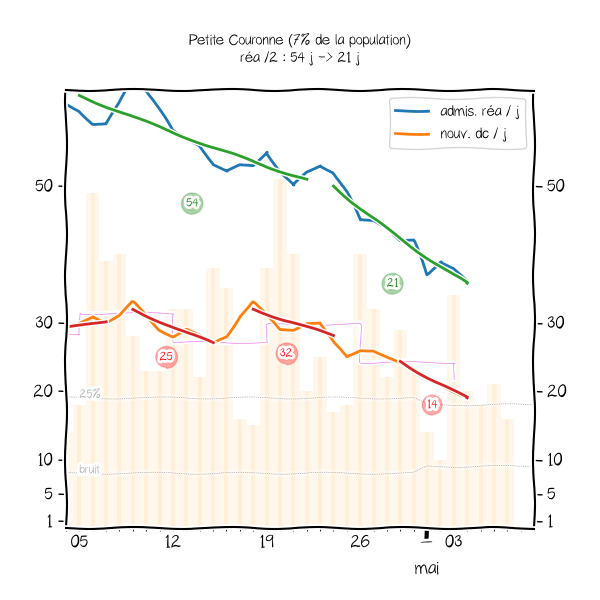 Petite Couronne (7% de la population)
réa /2 : 54 j -> 21 j
admis. réa / j
nouv. dc / j
50
50
54
21
30
30
25
32
20
25%
20
14
10
bruit
10
5
5
1
1
05 12 19 26 1 03
mai